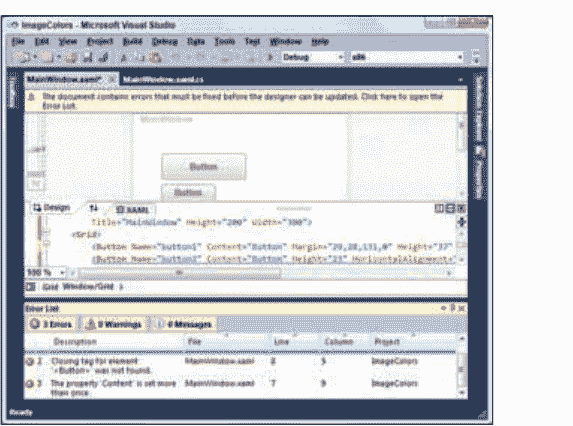 ImageColors - Microsoft Visual Studio
File Edit View Project Build Debug Data Tools Test Window Help
Debug x86
MainWindow.xaml* MainWindow.xaml.cs
The document contains errors that must be fixed before the designer can be updated. Click here to open the
Error List.
MainWindow
Button
Button
Design XAML
Title="MainWindow" Height="200" Width="300">
<Grid>
<Button Name="button1" Content="Button" Margin="29,28,131,0" Height="33"
<Button Name="button2" Content="Button" Height="23" HorizontalAlignment=
100 %
Grid Window/Grid
Solution Explorer
Properties
Error List
3 Errors 0 Warnings 0 Messages
Description File Line Column Project
2 Closing tag for element MainWindow.xaml 8 9 ImageColors
'<Button>' was not found.
3 The property 'Content' is set more MainWindow.xaml 7 9 ImageColors
than once.
Ready